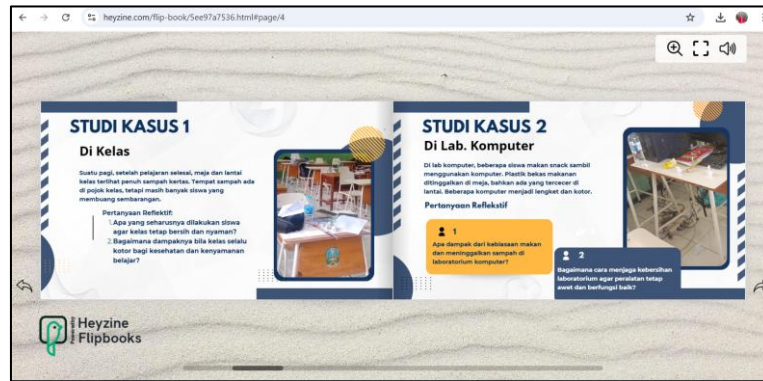 heyzine.com/flip-book/5ee97a7536.html#page/4
STUDI KASUS 1
Di Kelas
Suatu pagi, setelah pelajaran selesai, meja dan lantai
kelas terlihat penuh sampah kertas. Tempat sampah ada
di pojok kelas, tetapi masih banyak siswa yang
membuang sembarangan.
Pertanyaan Reflektif:
1. Apa yang seharusnya dilakukan siswa
agar kelas tetap bersih dan nyaman?
2. Bagaimana dampaknya bila kelas selalu
kotor bagi kesehatan dan kenyamanan
belajar?
STUDI KASUS 2
Di Lab. Komputer
Di lab komputer, beberapa siswa makan snack sambil
menggunakan komputer. Plastik bekas makanan
ditinggalkan di meja, bahkan ada yang tercecer di
lantai. Beberapa komputer menjadi lengket dan kotor.
Pertanyaan Reflekstif
1
Apa dampak dari kebiasaan makan
dan meninggalkan sampah di
laboratorium komputer?
2
Bagaimana cara menjaga kebersihan
laboratorium agar peralatan tetap
awet dan berfungsi baik?
Powered by
Heyzine
Flipbooks